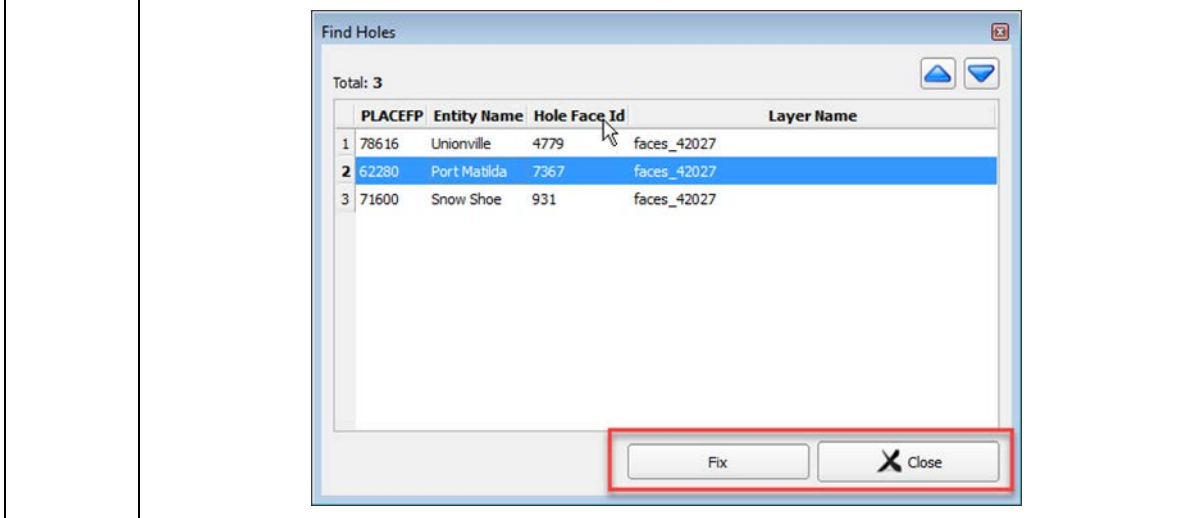 Find Holes
Total: 3
PLACEFP Entity Name Hole Face Id Layer Name
1 78616 Unionville 4779 faces_42027
2 62280 Port Matilda 7367 faces_42027
3 71600 Snow Shoe 931 faces_42027
Fix Close